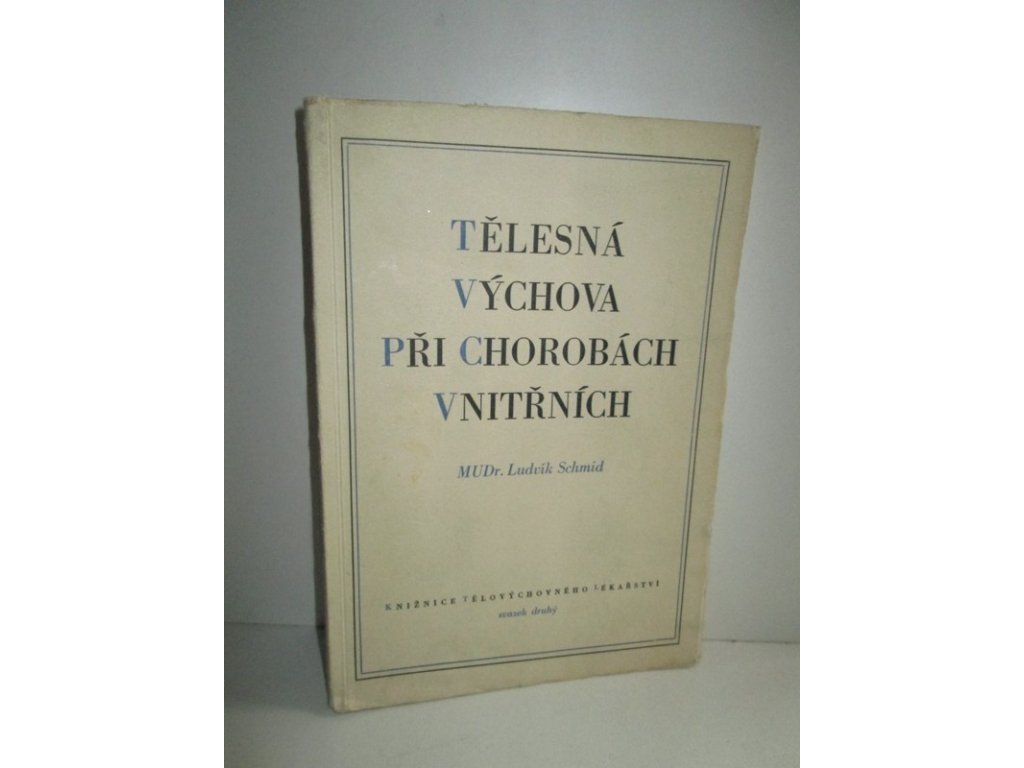 TĚLESNÁ
VÝCHOVA
PŘI CHOROBÁCH
VNITŘNÍCH
MUDr. Ludvík Schmid
KNIŽNICE TĚLOVÝCHOVNÉHO LÉKAŘSTVÍ
svazek druhý